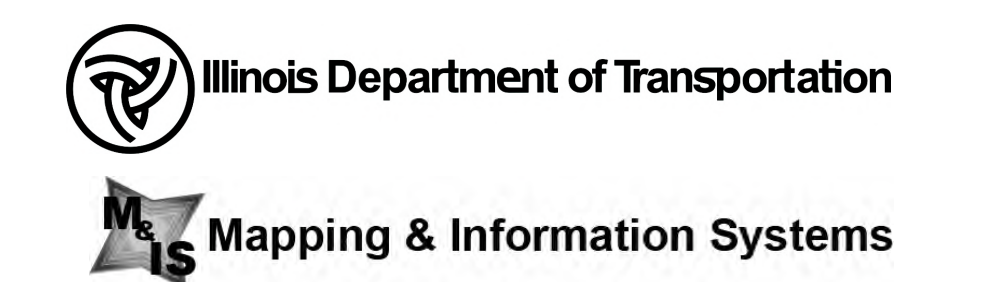 Illinois Department of Transportation
M&IS Mapping & Information Systems